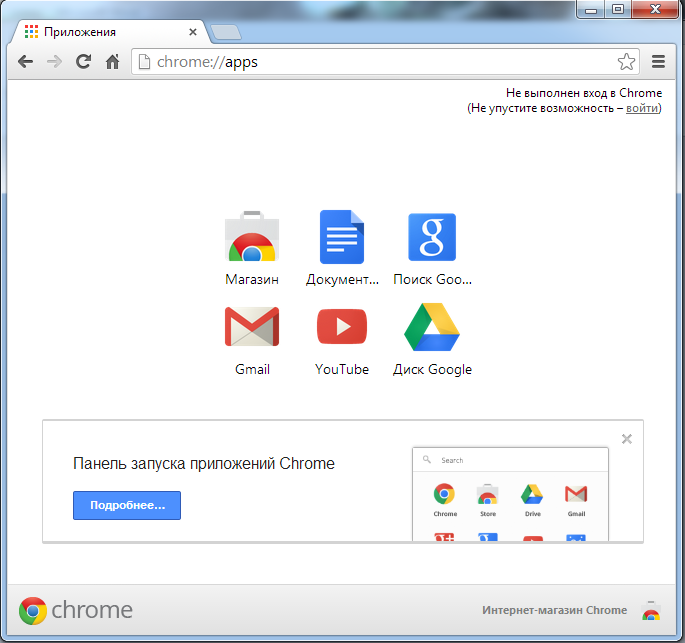 Приложения
chrome://apps
Не выполнен вход в Chrome
(Не упустите возможность – войти)
Магазин
Документ...
Поиск Goo...
Gmail
YouTube
Диск Google
Панель запуска приложений Chrome
Подробнее...
Search
Chrome
Store
Drive
Gmail
chrome
Интернет-магазин Chrome